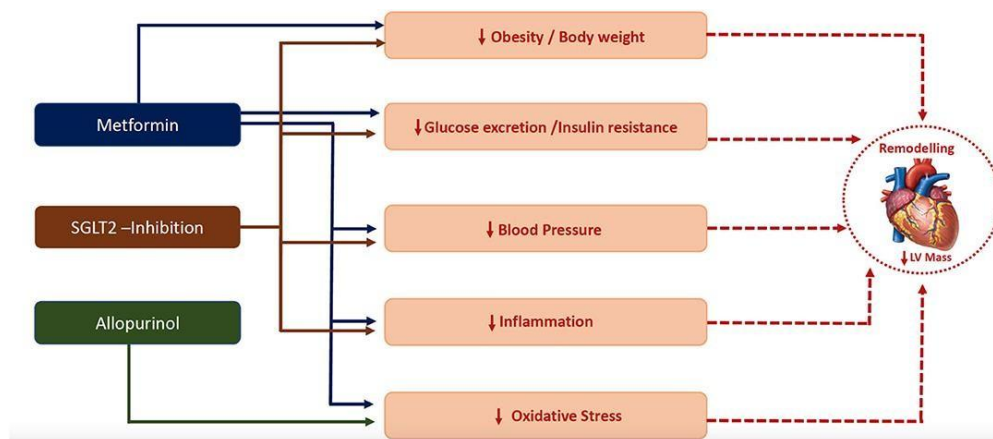 ↓ Obesity / Body weight
Metformin
↓ Glucose excretion /Insulin resistance
Remodelling
SGLT2 –Inhibition
↓ Blood Pressure
↓ LV Mass
Allopurinol
↓ Inflammation
↓ Oxidative Stress